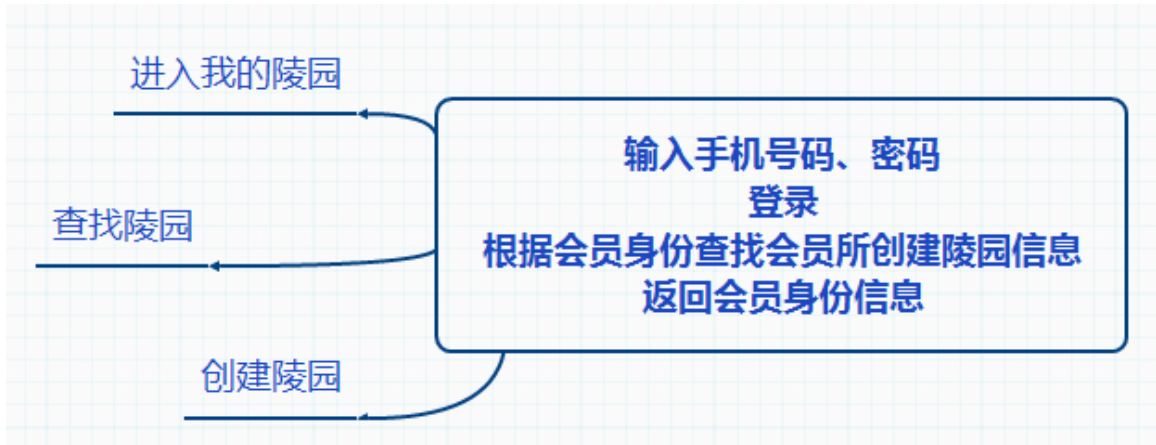 进入我的陵园
输入手机号码、密码
登录
查找陵园
根据会员身份查找会员所创建陵园信息
返回会员身份信息
创建陵园